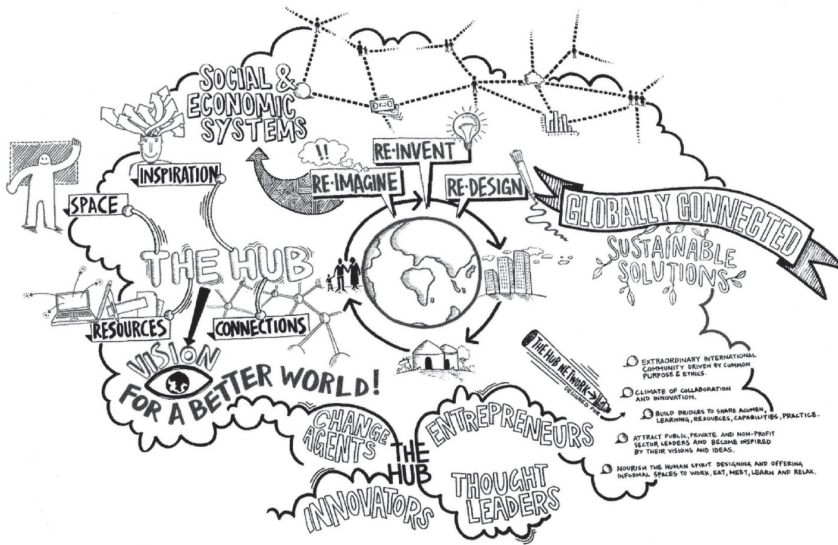 SOCIAL &
ECONOMIC
SYSTEMS
!!
RE-INVENT
RE-IMAGINE
RE-DESIGN
INSPIRATION
SPACE
THE HUB
RESOURCES
CONNECTIONS
GLOBALLY CONNECTED
SUSTAINABLE
SOLUTIONS
VISION
FOR A BETTER WORLD!
CHANGE
AGENTS
THE
HUB
ENTREPRENEURS
INNOVATORS
THOUGHT
LEADERS
THE HUB NETWORK
DESIGNED FOR
EXTRAORDINARY INTERNATIONAL
COMMUNITY DRIVEN BY COMMON
PURPOSE & ETHICS.
CLIMATE OF COLLABORATION
AND INNOVATION.
BUILD BRIDGES TO SHARE ACUMEN,
LEARNING, RESOURCES, CAPABILITIES, PRACTICE.
ATTRACT PUBLIC, PRIVATE AND NON-PROFIT
SECTOR LEADERS AND BECOME INSPIRED
BY THEIR VISIONS AND IDEAS.
NOURISH THE HUMAN SPIRIT DESIGNING AND OFFERING
INFORMAL SPACES TO WORK, EAT, MEET, LEARN AND RELAX.